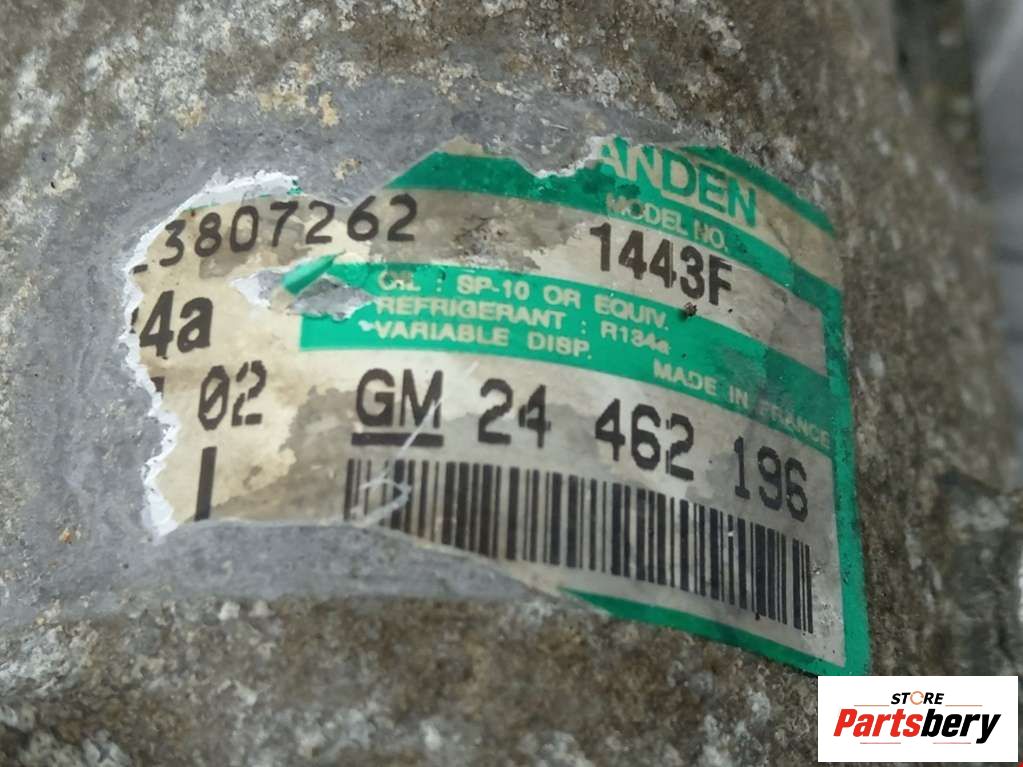 ANDEN
MODEL NO.
3807262
1443F
OIL : SP-10 OR EQUIV.
REFRIGERANT : R134a
VARIABLE DISP.
MADE IN FRANCE
4a
02
GM 24 462 196
STORE
Partsbery